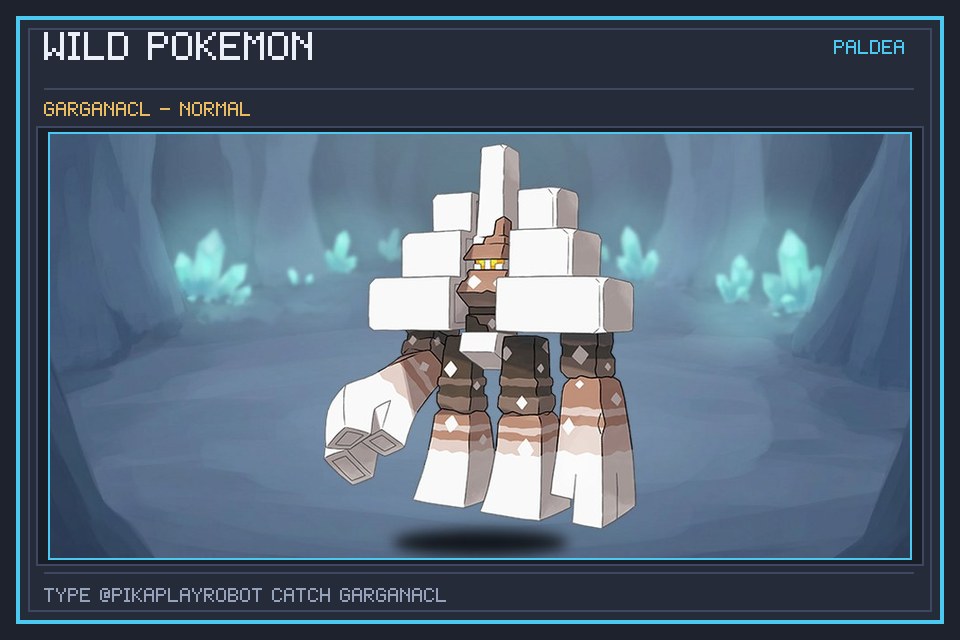 WILD POKEMON
PALDEA
GARGANACL - NORMAL
TYPE @PIKAPLAYROBOT CATCH GARGANACL